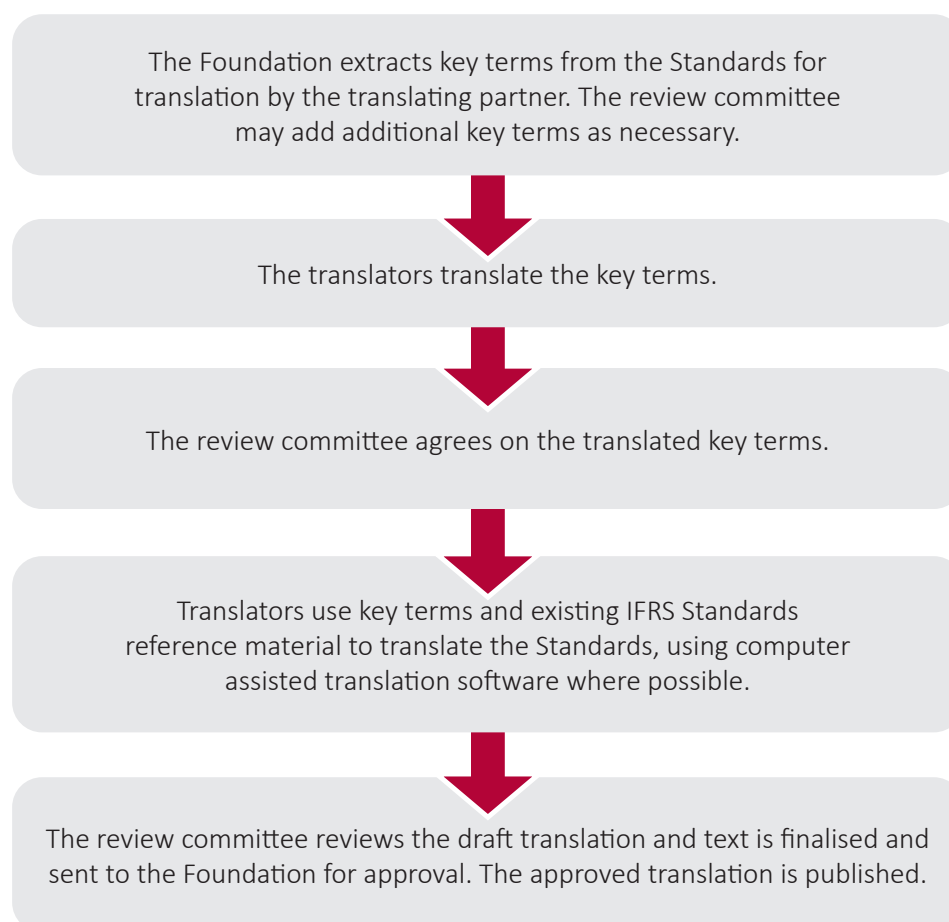 The Foundation extracts key terms from the Standards for
translation by the translating partner. The review committee
may add additional key terms as necessary.
The translators translate the key terms.
The review committee agrees on the translated key terms.
Translators use key terms and existing IFRS Standards
reference material to translate the Standards, using computer
assisted translation software where possible.
The review committee reviews the draft translation and text is finalised and
sent to the Foundation for approval. The approved translation is published.